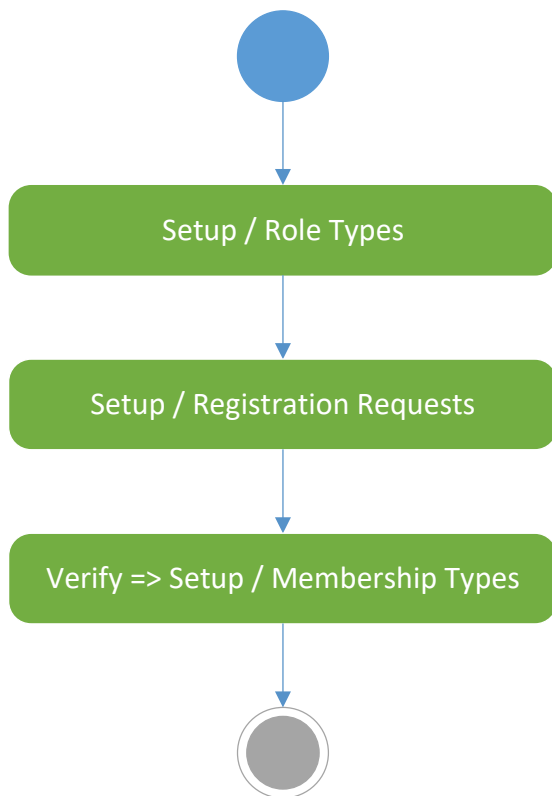 Setup / Role Types
Setup / Registration Requests
Verify => Setup / Membership Types